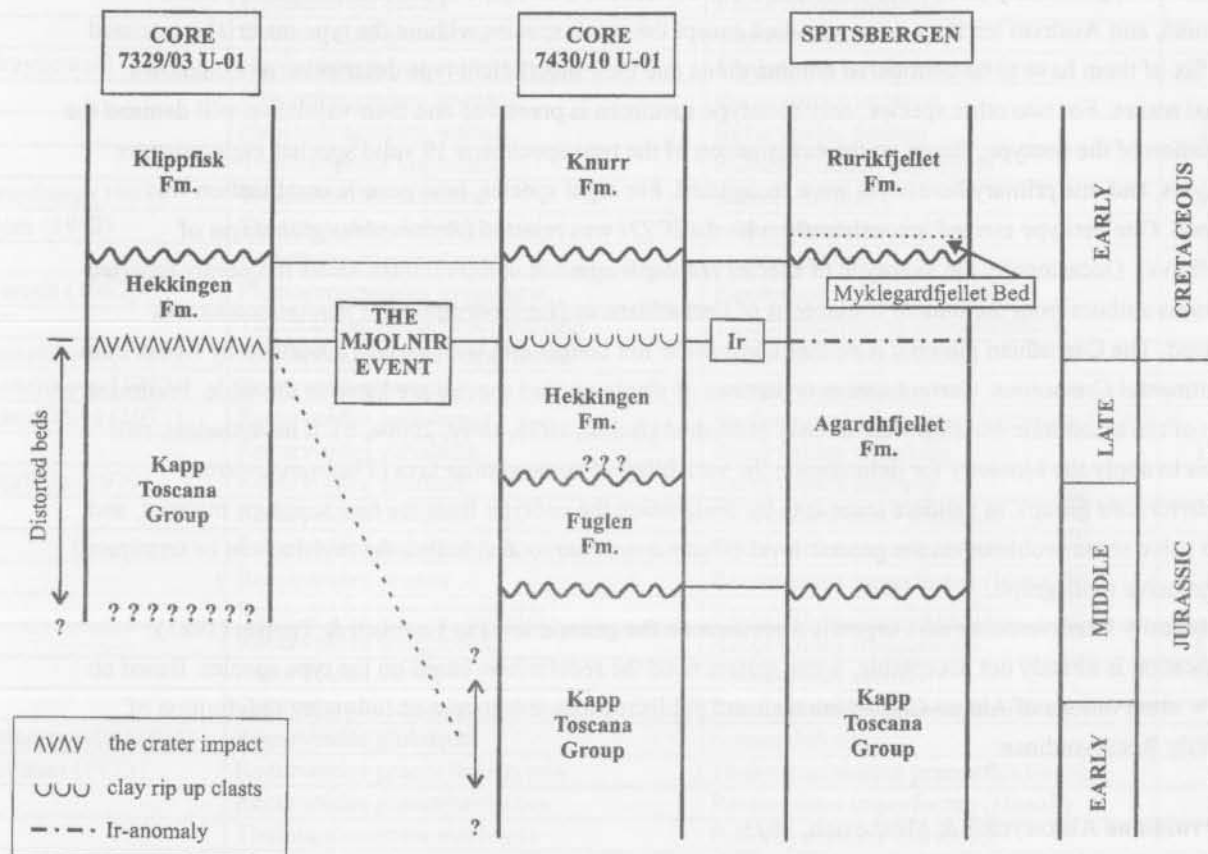 CORE
7329/03 U-01
CORE
7430/10 U-01
SPITSBERGEN
Klippfisk
Fm.
Knurr
Fm.
Rurikfjellet
Fm.
EARLY
CRETACEOUS
Hekkingen
Fm.
Myklegardfjellet Bed
THE
MJOLNIR
EVENT
Ir
Distorted beds
Kapp
Toscana
Group
Hekkingen
Fm.
Agardhfjellet
Fm.
LATE
? ? ?
Fuglen
Fm.
MIDDLE
JURASSIC
? ? ? ? ? ? ? ?
?
?
Kapp
Toscana
Group
Kapp
Toscana
Group
EARLY
?
the crater impact
clay rip up clasts
Ir-anomaly